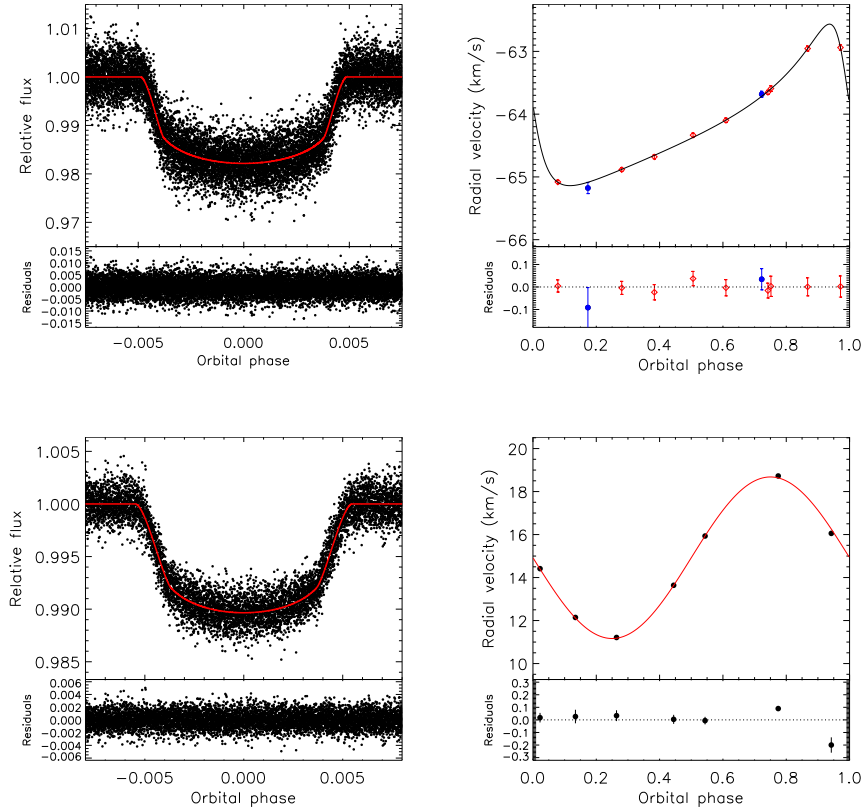 1.01
1.00
0.99
0.98
0.97
Relative flux
0.015
0.010
0.005
0.000
−0.005
−0.010
−0.015
Residuals
−0.005 0.000 0.005
Orbital phase
−63
−64
−65
−66
Radial velocity (km/s)
0.1
0.0
−0.1
Residuals
0.0 0.2 0.4 0.6 0.8 1.0
Orbital phase
1.005
1.000
0.995
0.990
0.985
Relative flux
0.006
0.004
0.002
0.000
−0.002
−0.004
−0.006
Residuals
−0.005 0.000 0.005
Orbital phase
20
18
16
14
12
10
Radial velocity (km/s)
0.3
0.2
0.1
0.0
−0.1
−0.2
−0.3
Residuals
0.0 0.2 0.4 0.6 0.8 1.0
Orbital phase